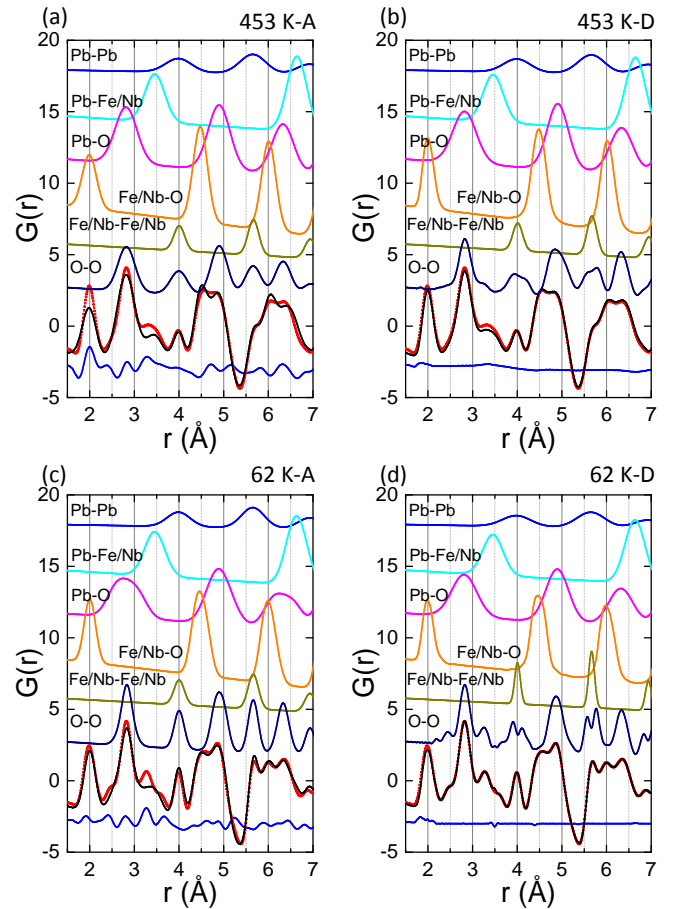 (a) 453 K-A
20
15
10
5
0
-5
G(r)
Pb-Pb
Pb-Fe/Nb
Pb-O
Fe/Nb-O
Fe/Nb-Fe/Nb
O-O
2 3 4 5 6 7
r (Å)
(b) 453 K-D
20
15
10
5
0
-5
G(r)
Pb-Pb
Pb-Fe/Nb
Pb-O
Fe/Nb-O
Fe/Nb-Fe/Nb
O-O
2 3 4 5 6 7
r (Å)
(c) 62 K-A
20
15
10
5
0
-5
G(r)
Pb-Pb
Pb-Fe/Nb
Pb-O
Fe/Nb-O
Fe/Nb-Fe/Nb
O-O
2 3 4 5 6 7
r (Å)
(d) 62 K-D
20
15
10
5
0
-5
G(r)
Pb-Pb
Pb-Fe/Nb
Pb-O
Fe/Nb-O
Fe/Nb-Fe/Nb
O-O
2 3 4 5 6 7
r (Å)